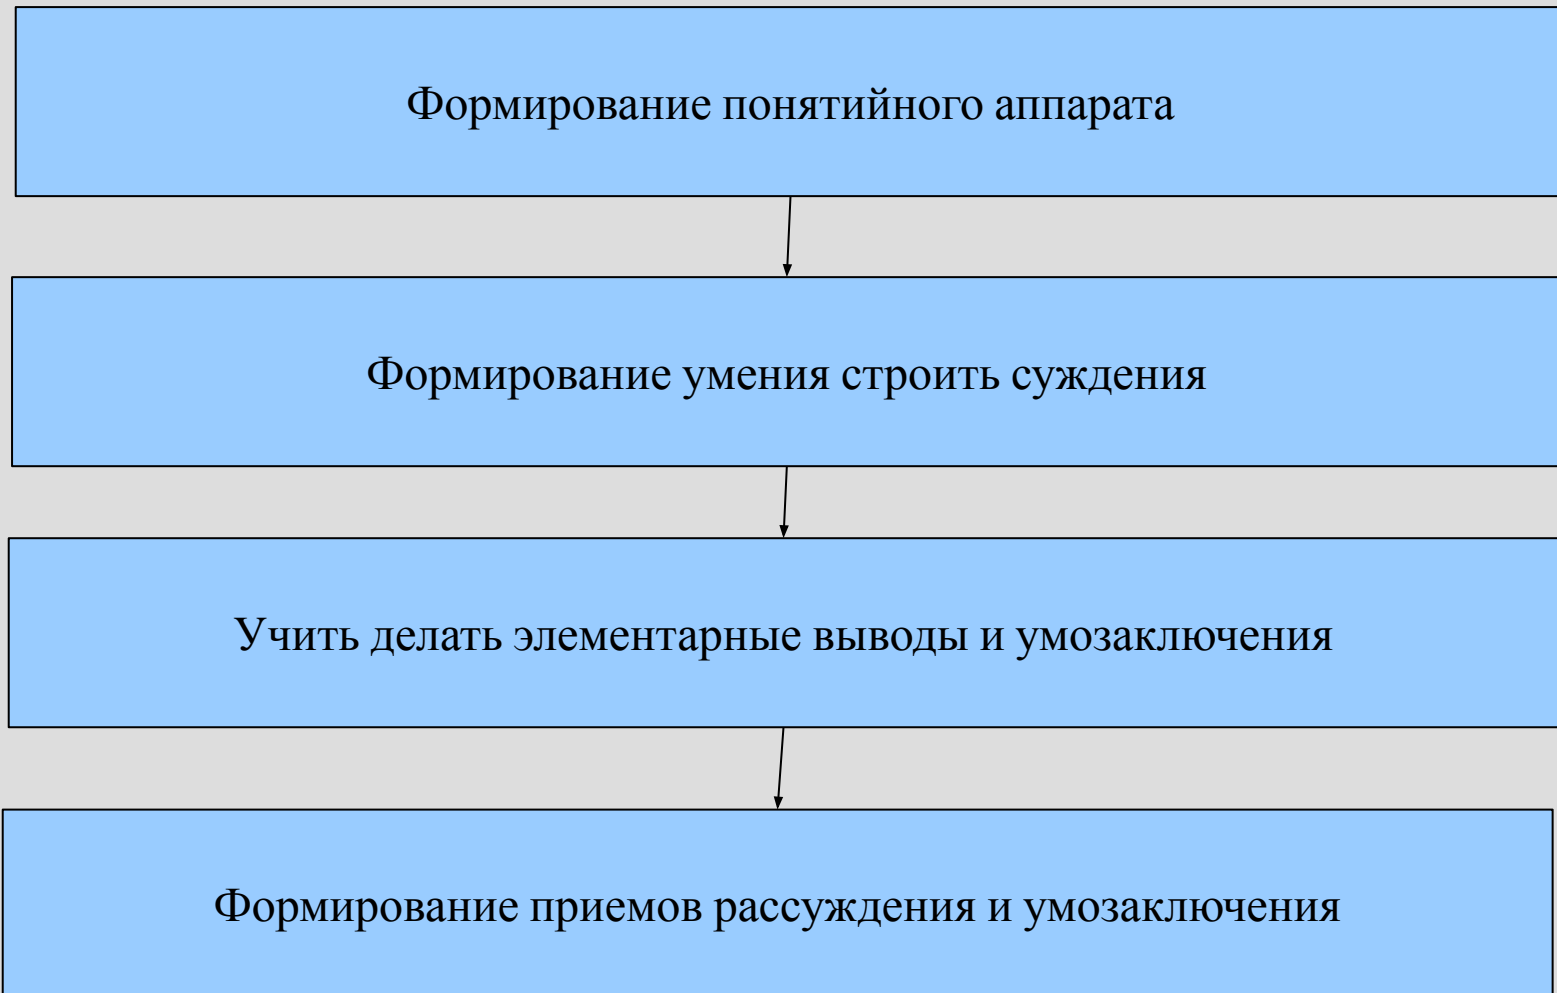 Формирование понятийного аппарата
Формирование умения строить суждения
Учить делать элементарные выводы и умозаключения
Формирование приемов рассуждения и умозаключения